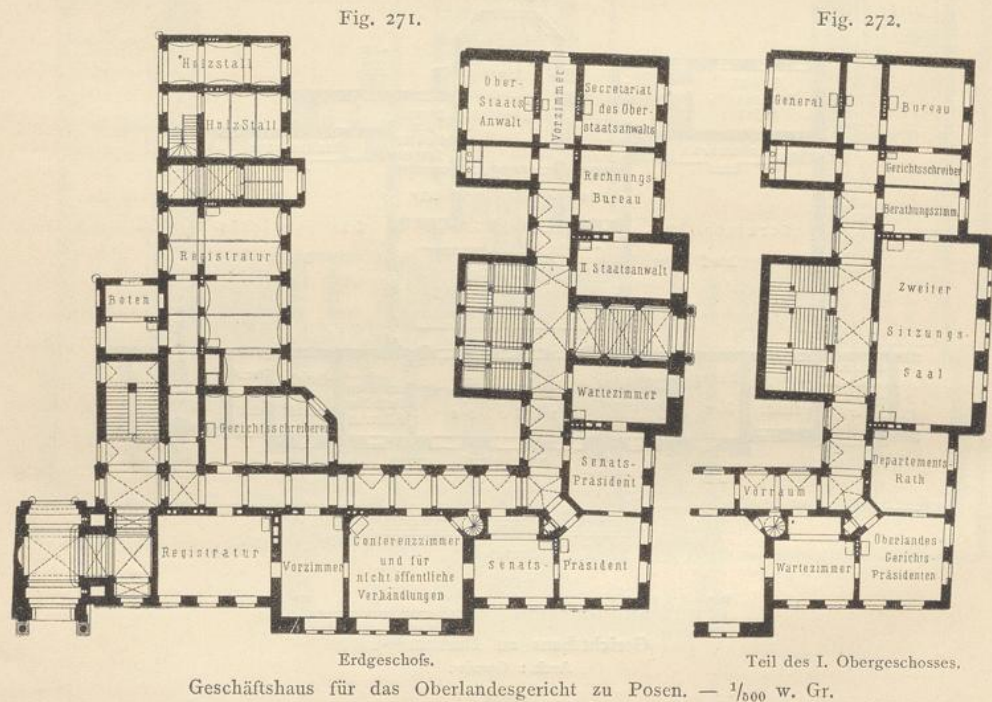 Fig. 271.
Fig. 272.
Holzstall
HolzStall
Registratur
Boten
Gerichtsschreiberei
Registratur
Vorzimmer
Conferenzzimmer
und für
nicht öffentliche
Verhandlungen
Senats-
Präsident
Senats-
Präsident
Wartezimmer
II Staatsanwalt
Rechnungs
Bureau
Ober-
Staats
Anwalt
Vorzimmer
Secretariat
des Ober-
staatsanwalts
General
Bureau
Gerichtsschreiber
Berathungszimm.
Zweiter
Sitzungs-
Saal
Departements-
Rath
Vorraum
Wartezimmer
Oberlandes-
Gerichts-
Präsidenten
Erdgeschoſs.
Teil des I. Obergeschosses.
Geschäftshaus für das Oberlandesgericht zu Posen. — 1/500 w. Gr.